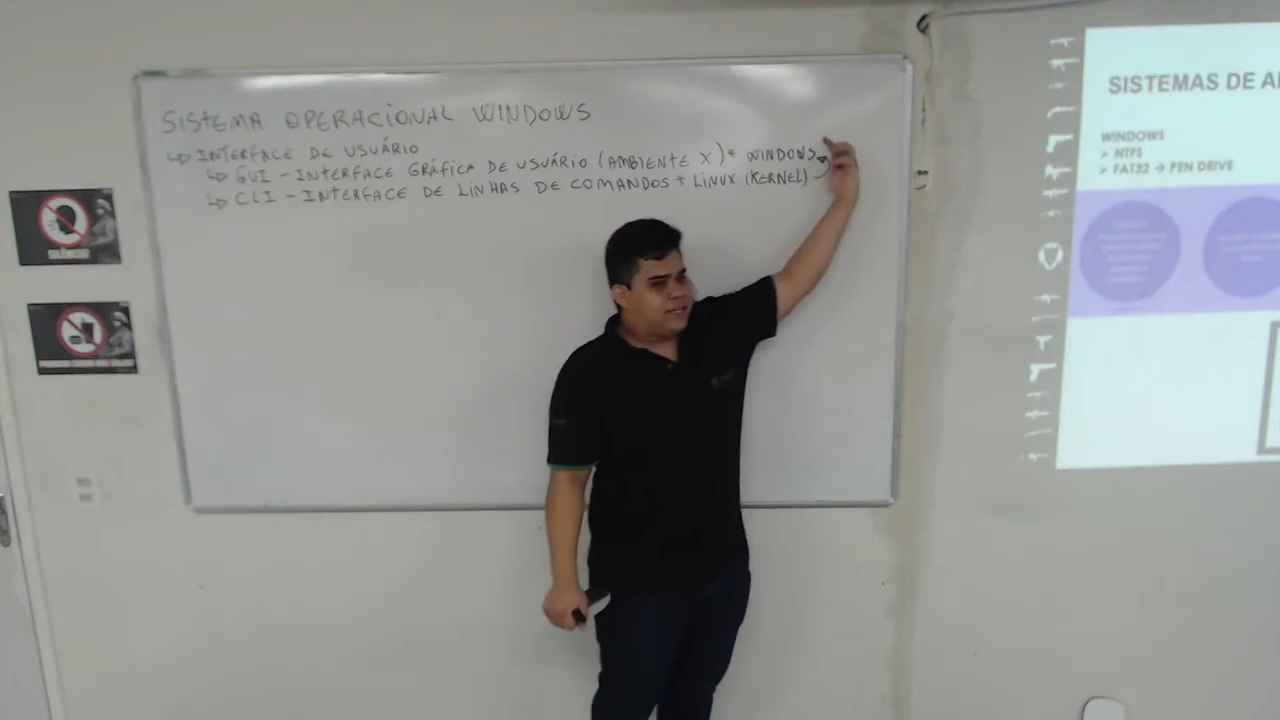 SISTEMA OPERACIONAL WINDOWS
↳ INTERFACE DE USUÁRIO
↳ GUI - INTERFACE GRÁFICA DE USUÁRIO (AMBIENTE X)* WINDOWS
↳ CLI - INTERFACE DE LINHAS DE COMANDOS * LINUX (KERNEL)
SILÊNCIO
SISTEMAS DE A
WINDOWS
➢ NTFS
➢ FAT32 → PEN DRIVE